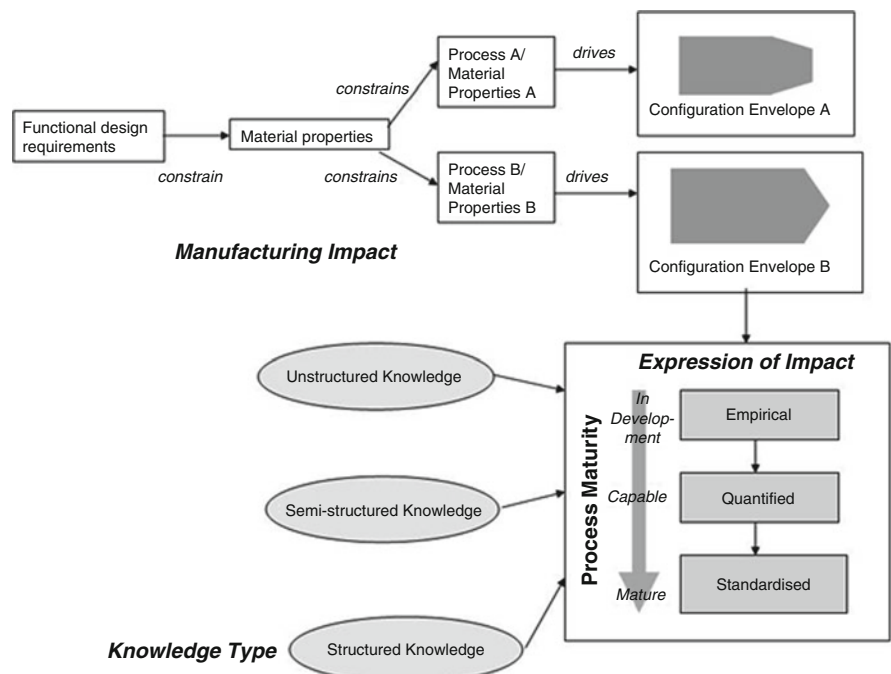 Functional design
requirements
constrain
Material properties
constrains
constrains
Process A/
Material
Properties A
drives
Configuration Envelope A
Process B/
Material
Properties B
drives
Configuration Envelope B
Manufacturing Impact
Expression of Impact
Process Maturity
In
Develop-
ment
Empirical
Capable
Quantified
Mature
Standardised
Unstructured Knowledge
Semi-structured Knowledge
Structured Knowledge
Knowledge Type